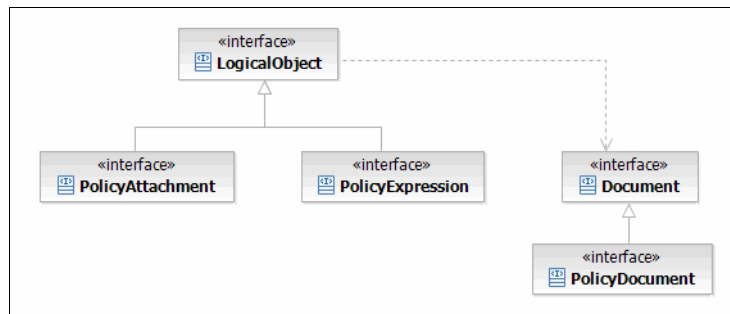 «interface»
LogicalObject
«interface»
PolicyAttachment
«interface»
PolicyExpression
«interface»
Document
«interface»
PolicyDocument